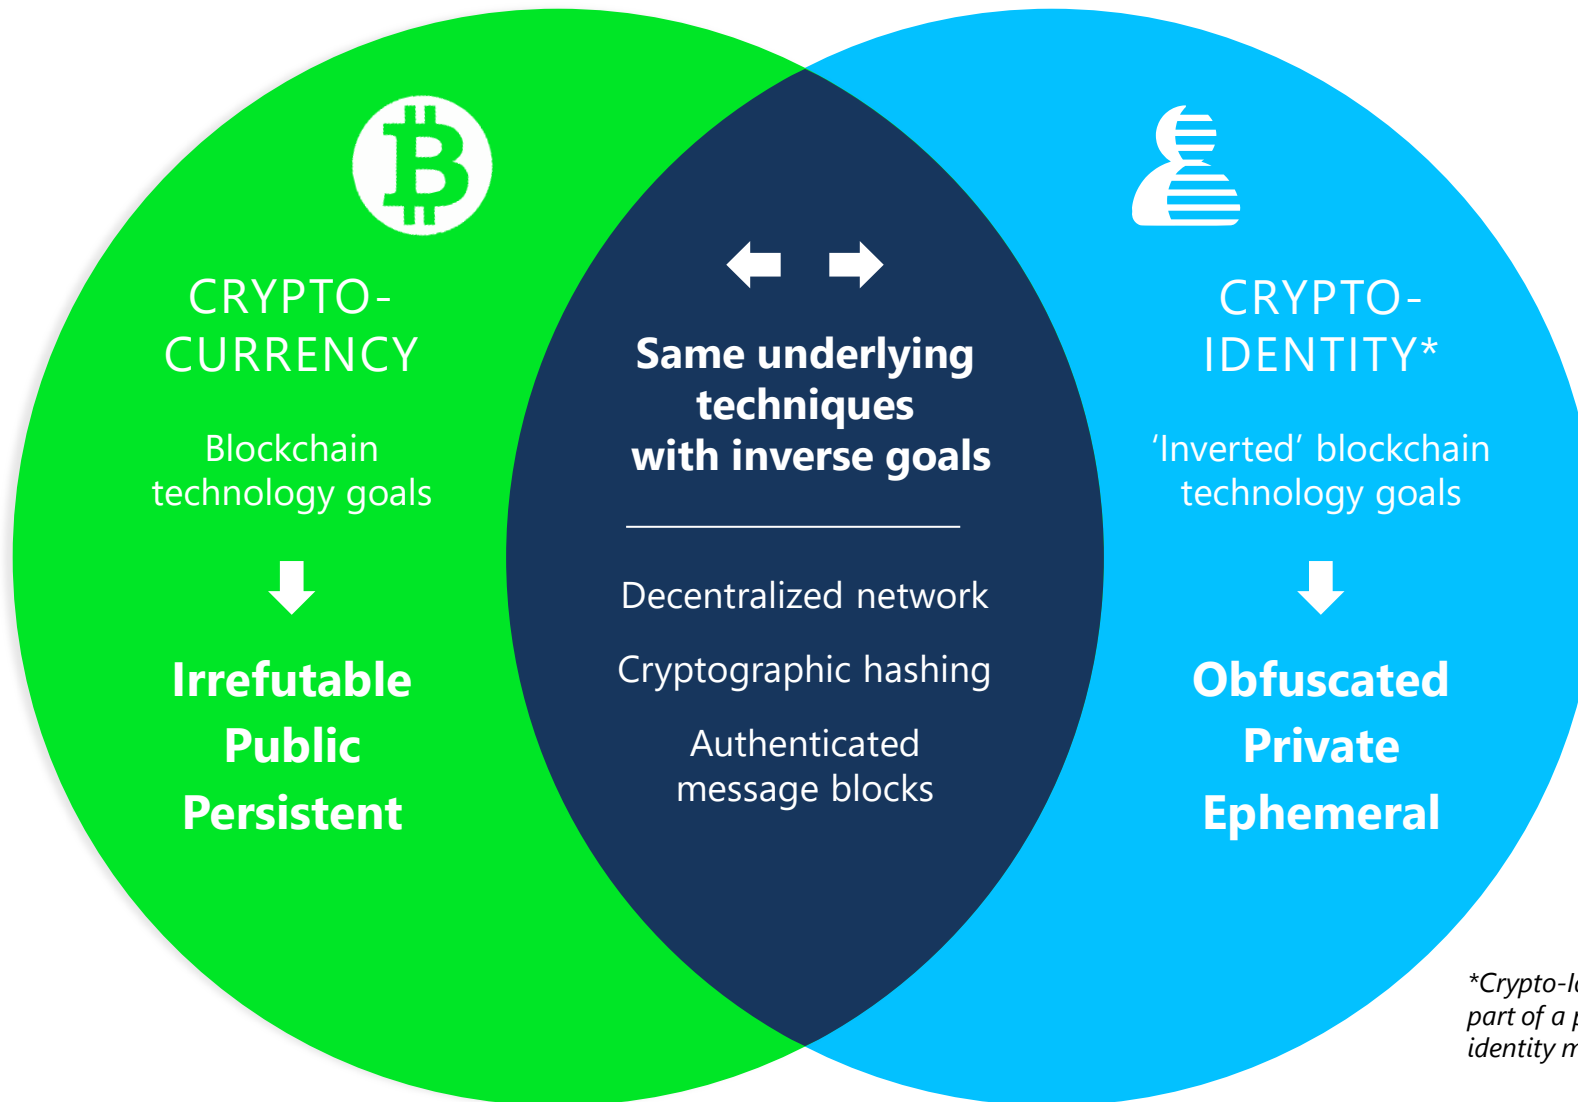 CRYPTO-
CURRENCY
Blockchain
technology goals
Irrefutable
Public
Persistent
Same underlying
techniques
with inverse goals
Decentralized network
Cryptographic hashing
Authenticated
message blocks
CRYPTO-
IDENTITY*
‘Inverted’ blockchain
technology goals
Obfuscated
Private
Ephemeral
*Crypto-
part of a
identity